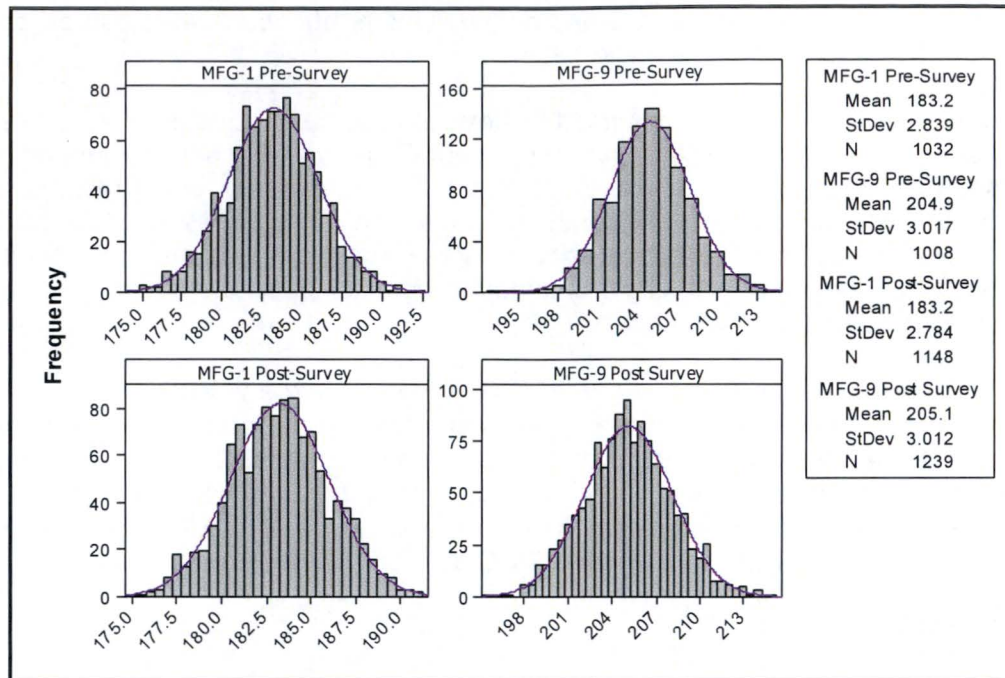 MFG-1 Pre-Survey
80
60
40
20
0
175.0 177.5 180.0 182.5 185.0 187.5 190.0 192.5
MFG-9 Pre-Survey
160
120
80
40
0
195 198 201 204 207 210 213
Frequency
MFG-1 Post-Survey
80
60
40
20
0
175.0 177.5 180.0 182.5 185.0 187.5 190.0
MFG-9 Post Survey
100
75
50
25
0
198 201 204 207 210 213
MFG-1 Pre-Survey
Mean 183.2
StDev 2.839
N 1032
MFG-9 Pre-Survey
Mean 204.9
StDev 3.017
N 1008
MFG-1 Post-Survey
Mean 183.2
StDev 2.784
N 1148
MFG-9 Post Survey
Mean 205.1
StDev 3.012
N 1239